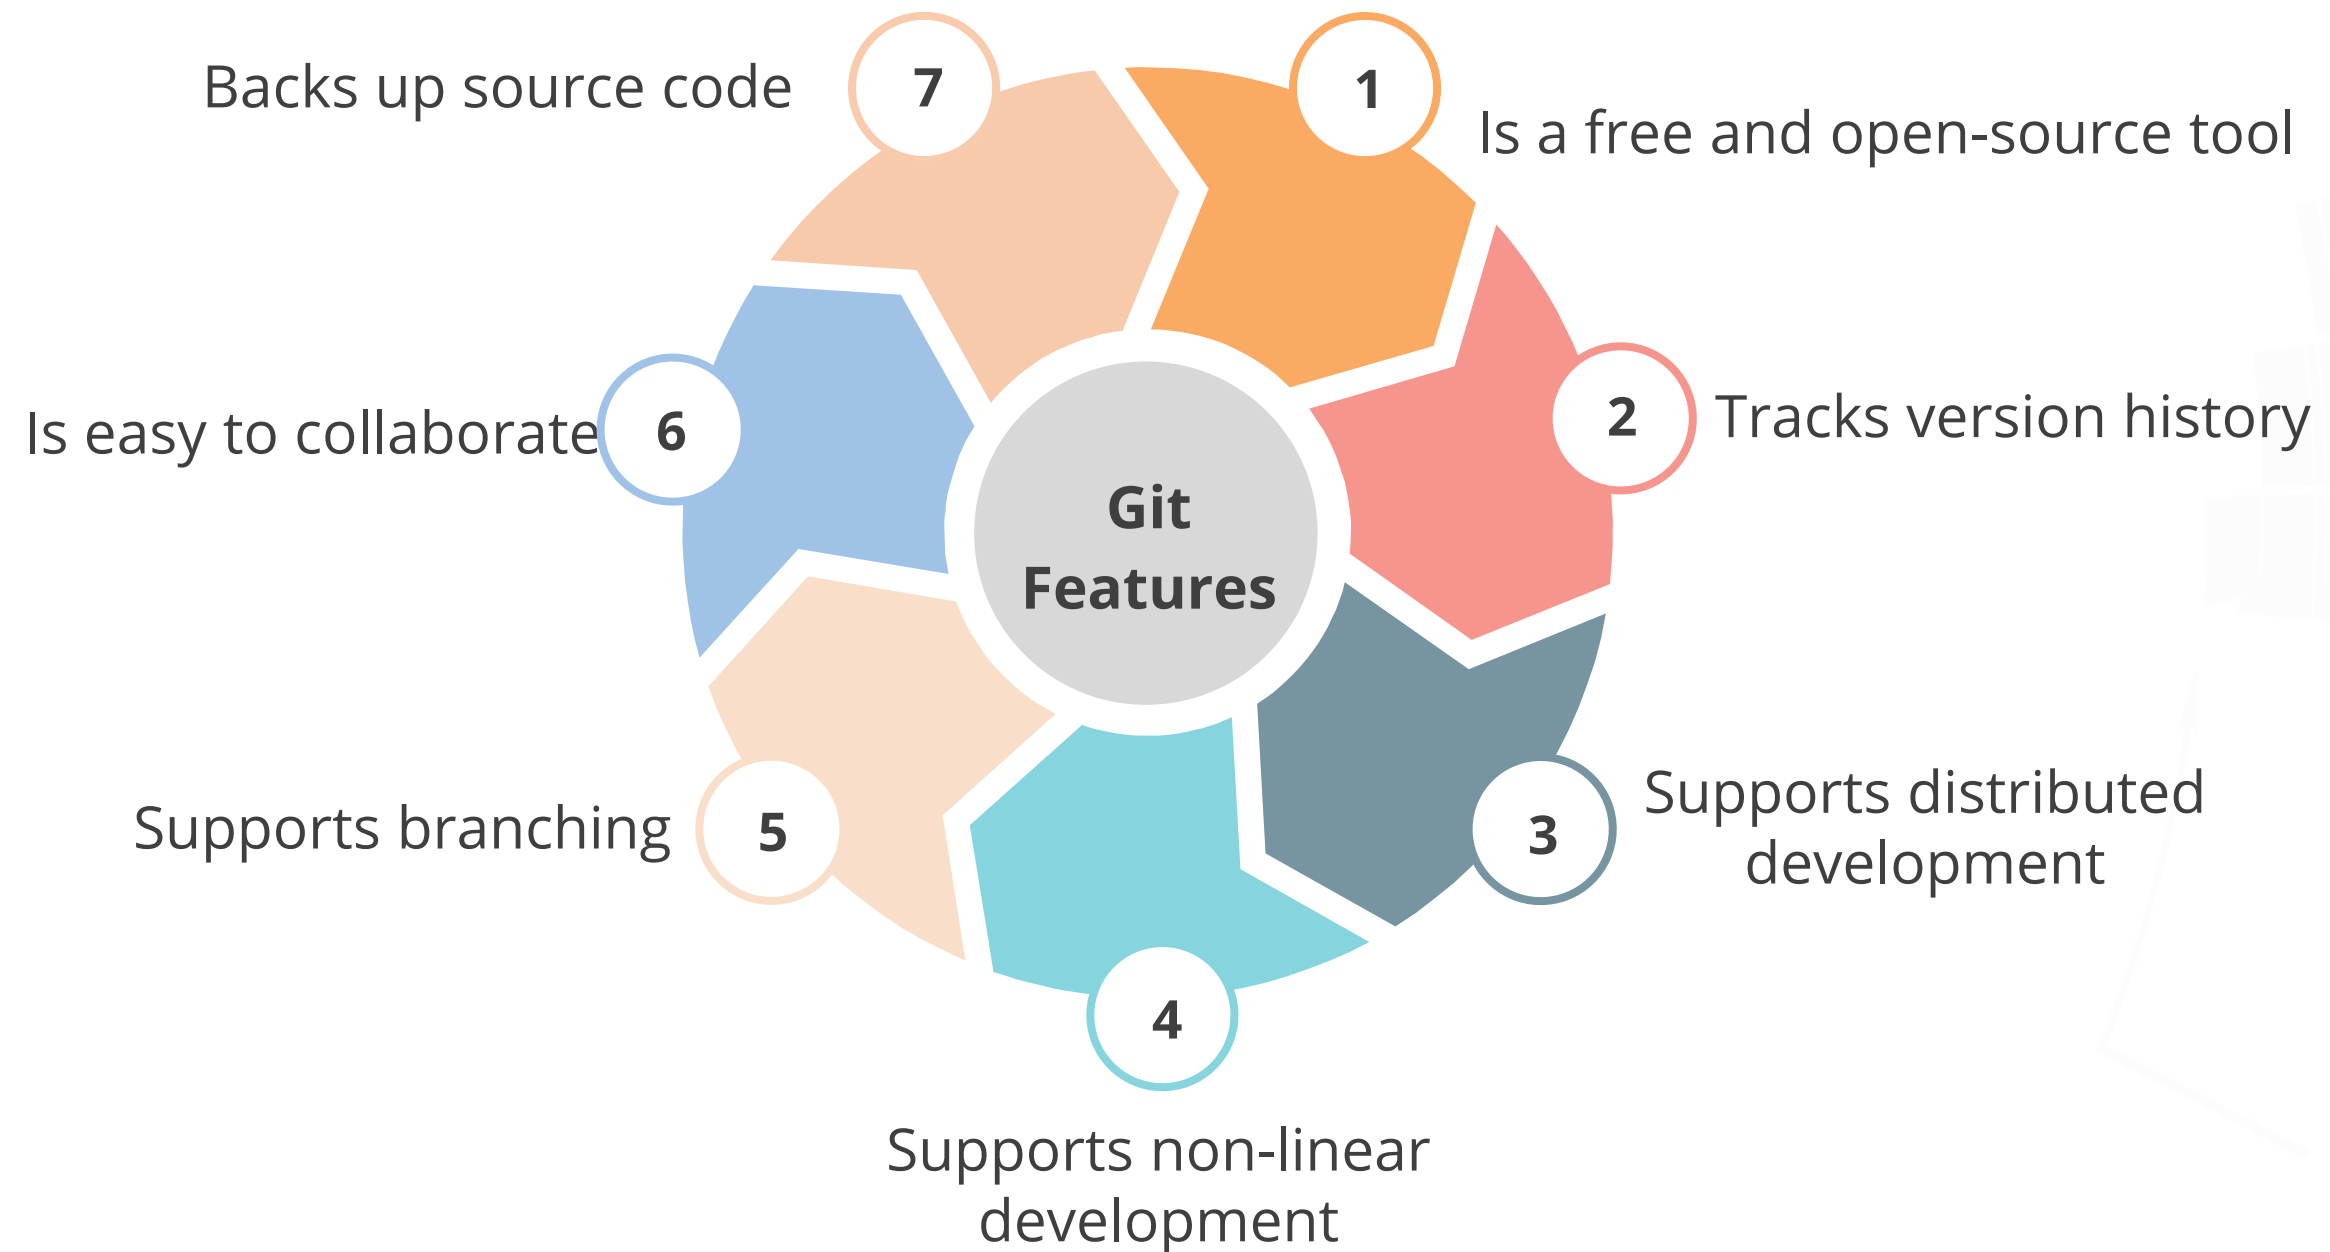 Git
Features
1
Is a free and open-source tool
2
Tracks version history
3
Supports distributed
development
4
Supports non-linear
development
5
Supports branching
6
Is easy to collaborate
7
Backs up source code